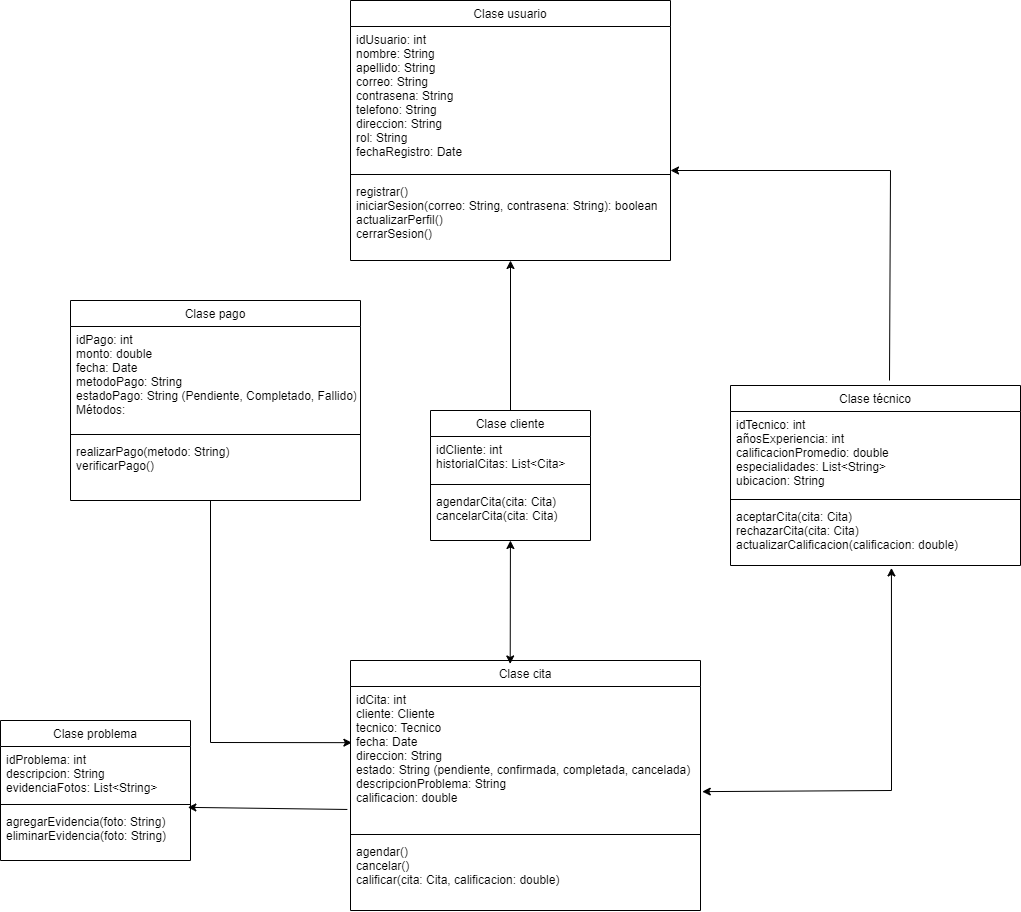 Clase usuario
idUsuario: int
nombre: String
apellido: String
correo: String
contrasena: String
telefono: String
direccion: String
rol: String
fechaRegistro: Date
registrar()
iniciarSesion(correo: String, contrasena: String): boolean
actualizarPerfil()
cerrarSesion()
Clase pago
idPago: int
monto: double
fecha: Date
metodoPago: String
estadoPago: String (Pendiente, Completado, Fallido)
Métodos:
realizarPago(metodo: String)
verificarPago()
Clase cliente
idCliente: int
historialCitas: List<Cita>
agendarCita(cita: Cita)
cancelarCita(cita: Cita)
Clase técnico
idTecnico: int
añosExperiencia: int
calificacionPromedio: double
especialidades: List<String>
ubicacion: String
aceptarCita(cita: Cita)
rechazarCita(cita: Cita)
actualizarCalificacion(calificacion: double)
Clase cita
idCita: int
cliente: Cliente
tecnico: Tecnico
fecha: Date
direccion: String
estado: String (pendiente, confirmada, completada, cancelada)
descripcionProblema: String
calificacion: double
agendar()
cancelar()
calificar(cita: Cita, calificacion: double)
Clase problema
idProblema: int
descripcion: String
evidenciaFotos: List<String>
agregarEvidencia(foto: String)
eliminarEvidencia(foto: String)